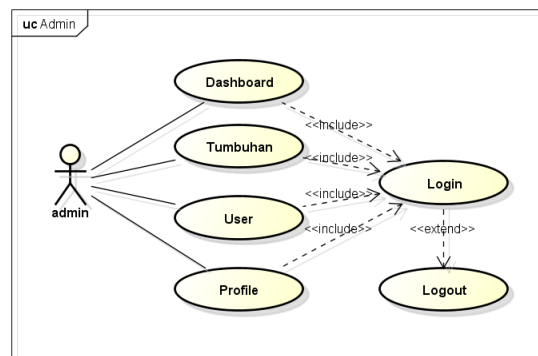 uc Admin
Dashboard
<<include>>
Tumbuhan
<<include>>
Login
admin
<<include>>
User
<<include>>
<<extend>>
Profile
Logout